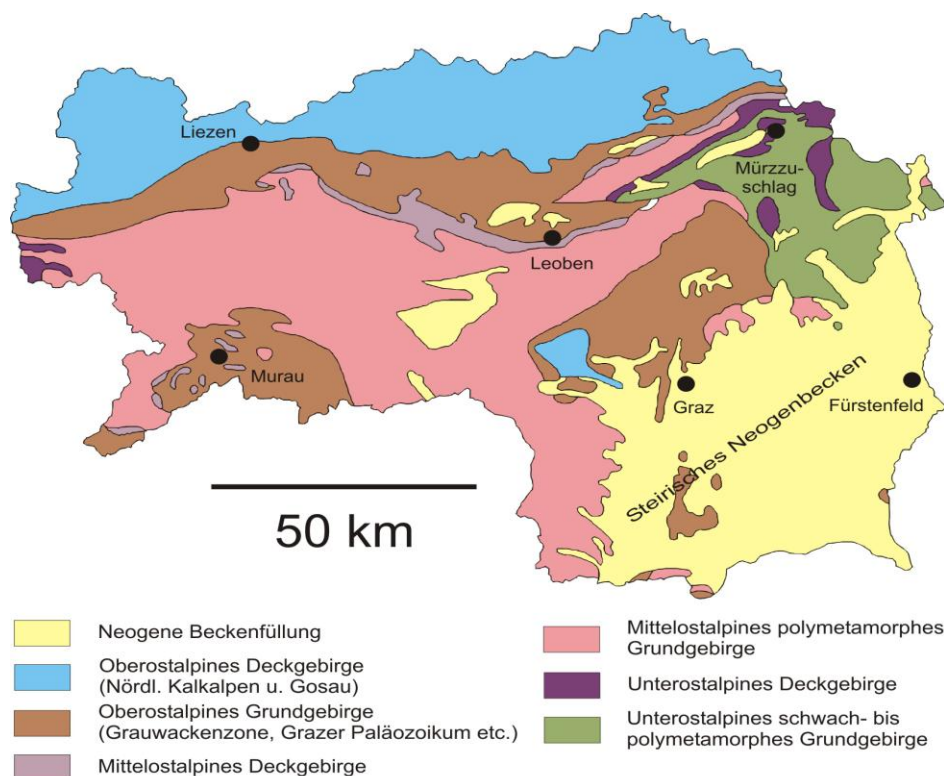 Liezen
Mürzzu-
schlag
Leoben
Murau
Graz
Fürstenfeld
Steirisches Neogenbecken
50 km
Neogene Beckenfüllung
Oberostalpines Deckgebirge
(Nördl. Kalkalpen u. Gosau)
Oberostalpines Grundgebirge
(Grauwackenzone, Grazer Paläozoikum etc.)
Mittelostalpines Deckgebirge
Mittelostalpines polymetamorphes
Grundgebirge
Unterostalpines Deckgebirge
Unterostalpines schwach- bis
polymetamorphes Grundgebirge